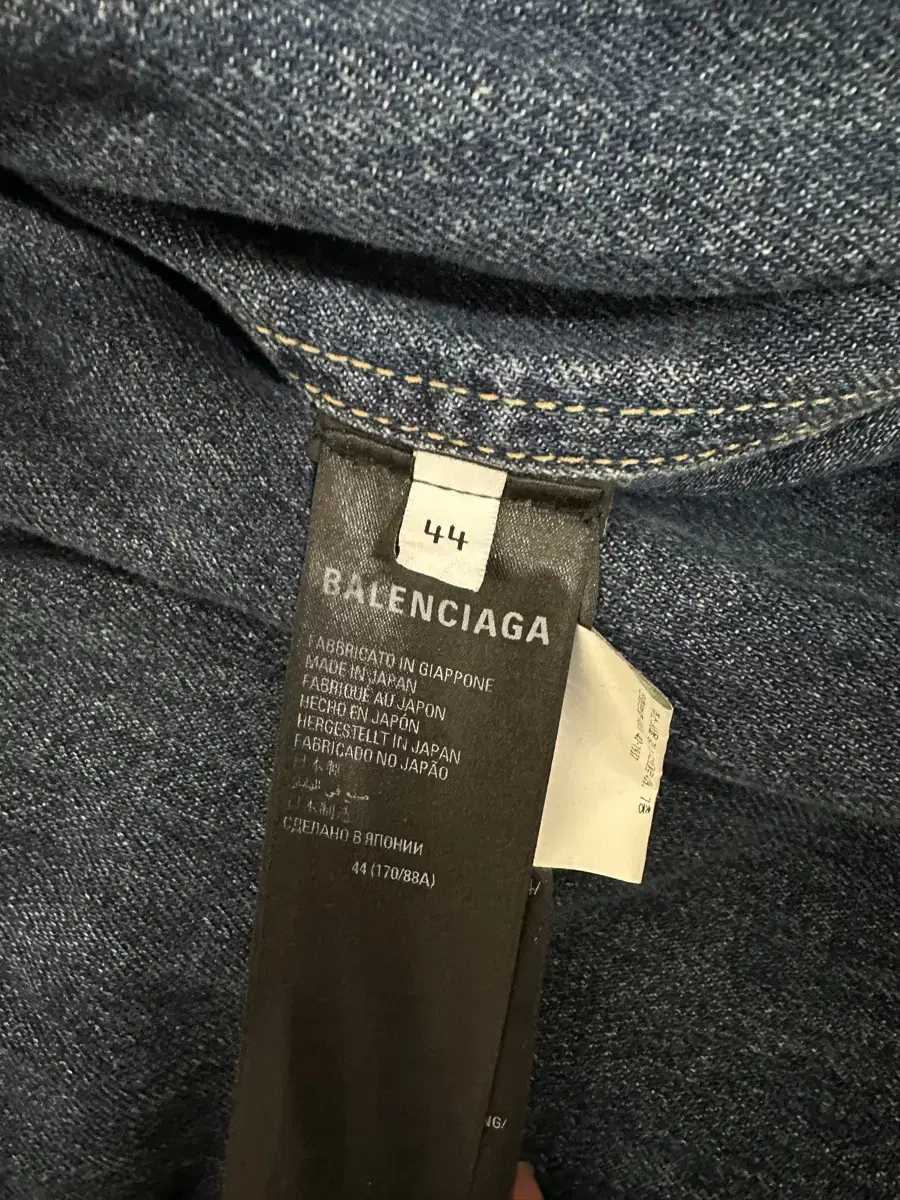 44
BALENCIAGA
FABBRICATO IN GIAPPONE
MADE IN JAPAN
FABRIQUÉ AU JAPON
HECHO EN JAPÓN
HERGESTELLT IN JAPAN
FABRICADO NO JAPÃO
日本製
صنع في اليابان
日本制造
СДЕЛАНО В ЯПОНИИ
44 (170/88A)
NG/